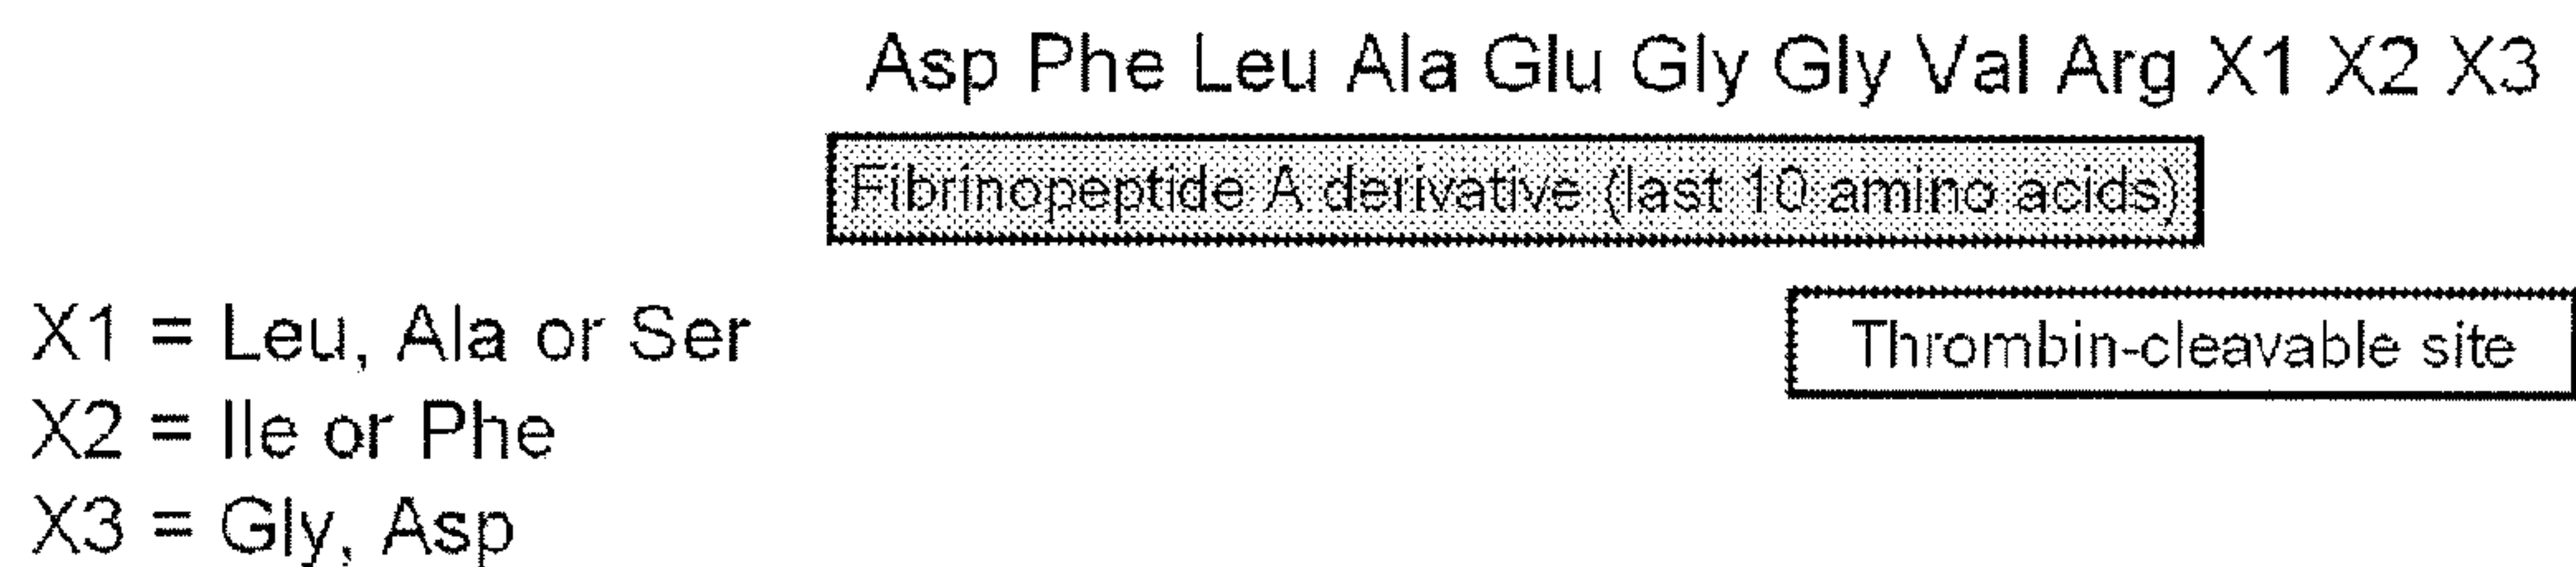 Asp Phe Leu Ala Glu Gly Gly Val Arg X1 X2 X3
Fibrinopeptide A derivative (last 10 amino acids)
Thrombin-cleavable site
X1 = Leu, Ala or Ser
X2 = Ile or Phe
X3 = Gly, Asp